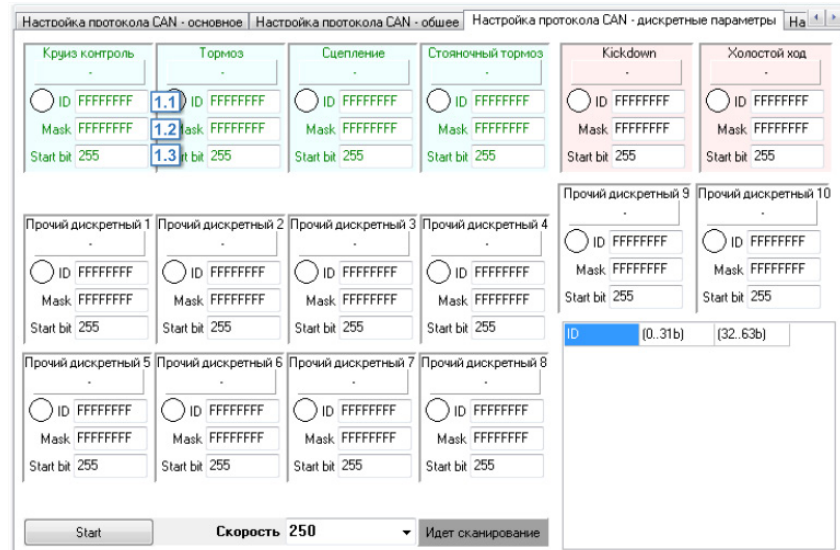 Настройка протокола CAN - основное Настройка протокола CAN - общее Настройка протокола CAN - дискретные параметры На
Круиз контроль Тормоз Сцепление Стояночный тормоз Kickdown Холостой ход
- - - - - -
ID FFFFFFFF 1.1 ID FFFFFFFF ID FFFFFFFF ID FFFFFFFF ID FFFFFFFF ID FFFFFFFF
Mask FFFFFFFF 1.2 ask FFFFFFFF Mask FFFFFFFF Mask FFFFFFFF Mask FFFFFFFF Mask FFFFFFFF
Start bit 255 1.3 rt bit 255 Start bit 255 Start bit 255 Start bit 255 Start bit 255
Прочий дискретный 9 Прочий дискретный 10
- -
ID FFFFFFFF ID FFFFFFFF
Mask FFFFFFFF Mask FFFFFFFF
Start bit 255 Start bit 255
Прочий дискретный 1 Прочий дискретный 2 Прочий дискретный 3 Прочий дискретный 4
- - - -
ID FFFFFFFF ID FFFFFFFF ID FFFFFFFF ID FFFFFFFF
Mask FFFFFFFF Mask FFFFFFFF Mask FFFFFFFF Mask FFFFFFFF
Start bit 255 Start bit 255 Start bit 255 Start bit 255
ID (0..31b) (32..63b)
Прочий дискретный 5 Прочий дискретный 6 Прочий дискретный 7 Прочий дискретный 8
- - - -
ID FFFFFFFF ID FFFFFFFF ID FFFFFFFF ID FFFFFFFF
Mask FFFFFFFF Mask FFFFFFFF Mask FFFFFFFF Mask FFFFFFFF
Start bit 255 Start bit 255 Start bit 255 Start bit 255
Start Скорость 250 Идет сканирование